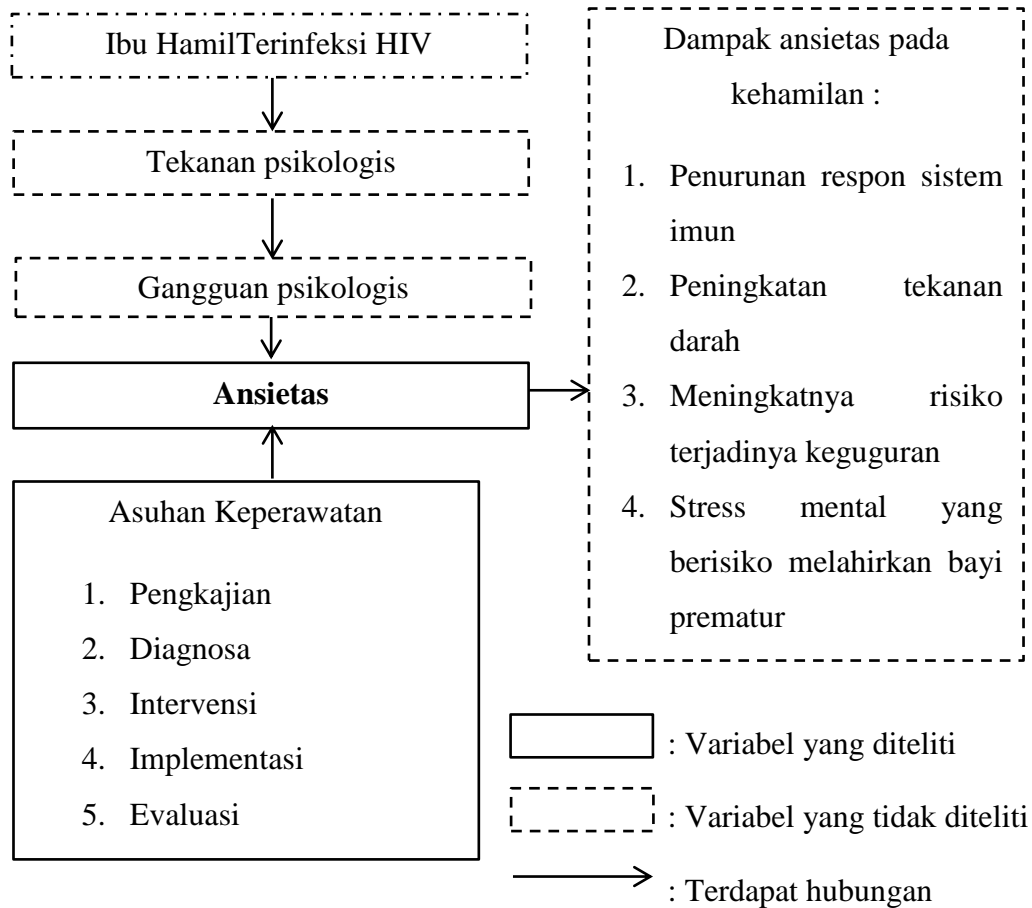 Ibu HamilTerinfeksi HIV
Tekanan psikologis
Gangguan psikologis
Ansietas
Asuhan Keperawatan
1. Pengkajian
2. Diagnosa
3. Intervensi
4. Implementasi
5. Evaluasi
Dampak ansietas pada
kehamilan :
1. Penurunan respon sistem
imun
2. Peningkatan tekanan
darah
3. Meningkatnya risiko
terjadinya keguguran
4. Stress mental yang
berisiko melahirkan bayi
prematur
: Variabel yang diteliti
: Variabel yang tidak diteliti
: Terdapat hubungan